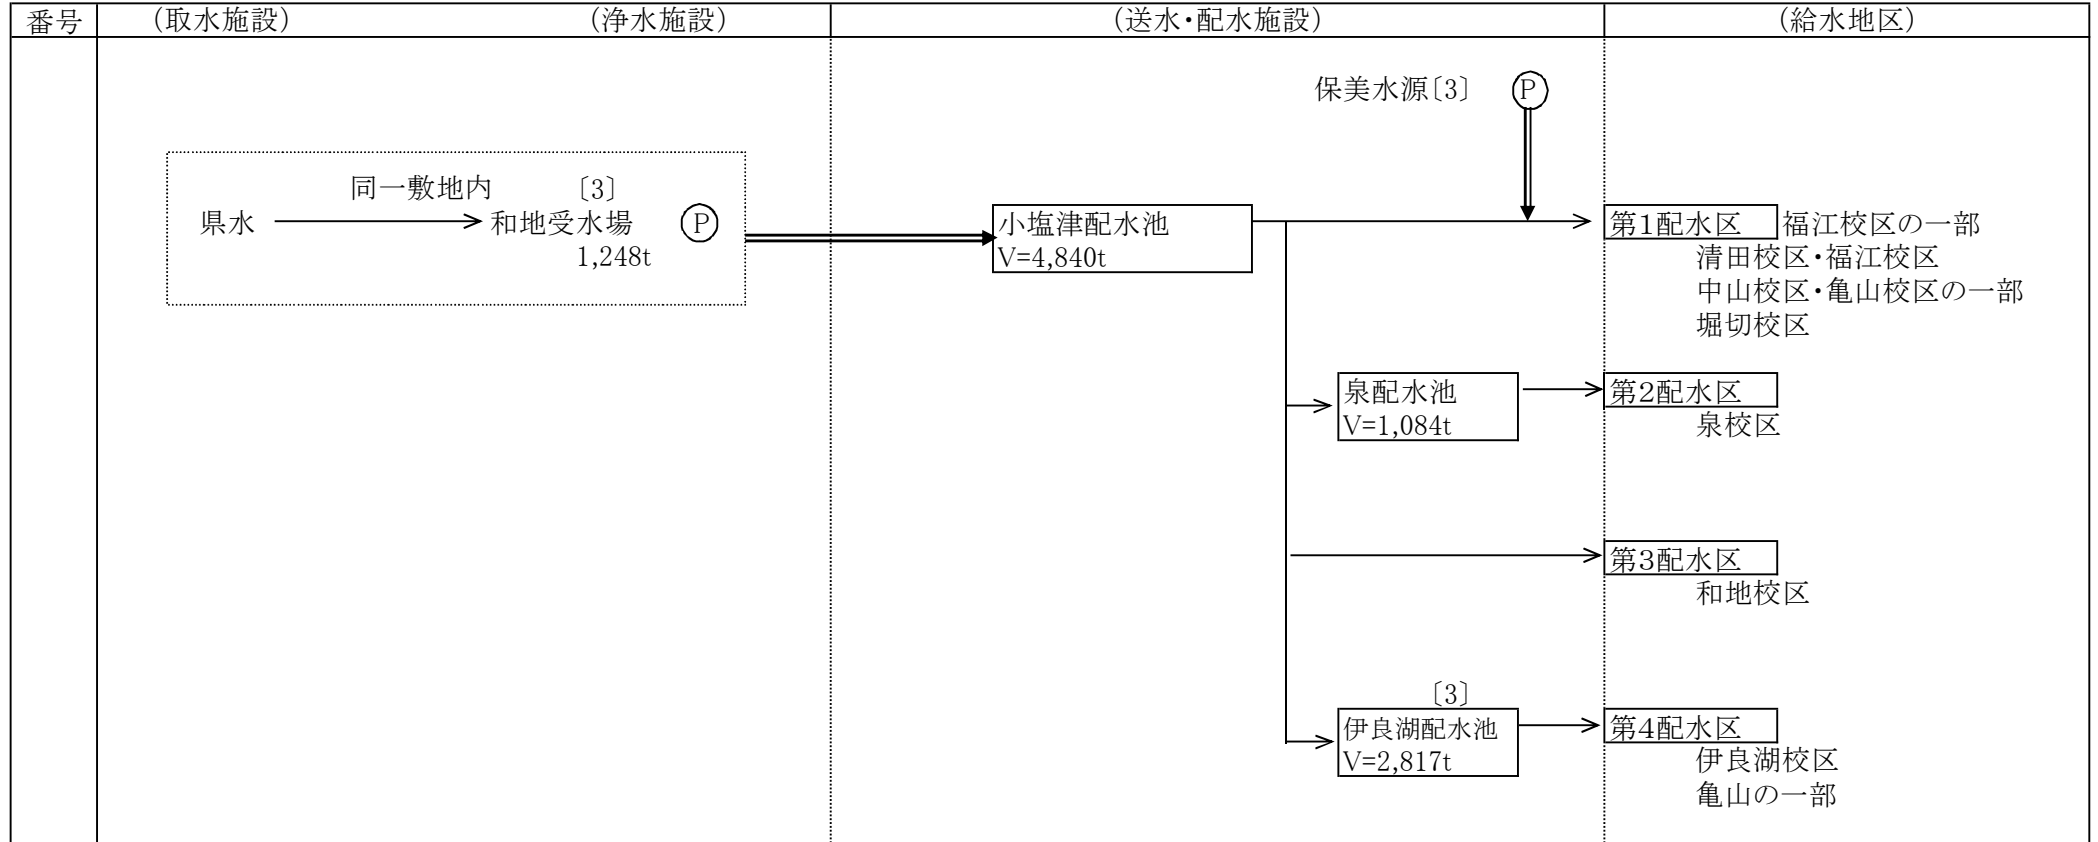 番号 (取水施設) (浄水施設) (送水・配水施設) (給水地区)
保美水源〔3〕 P
同一敷地内 〔3〕
県水 和地受水場 P
1,248t
小塩津配水池
V=4,840t
第1配水区 福江校区の一部
清田校区・福江校区
中山校区・亀山校区の一部
堀切校区
泉配水池
V=1,084t
第2配水区
泉校区
第3配水区
和地校区
〔3〕
伊良湖配水池
V=2,817t
第4配水区
伊良湖校区
亀山の一部